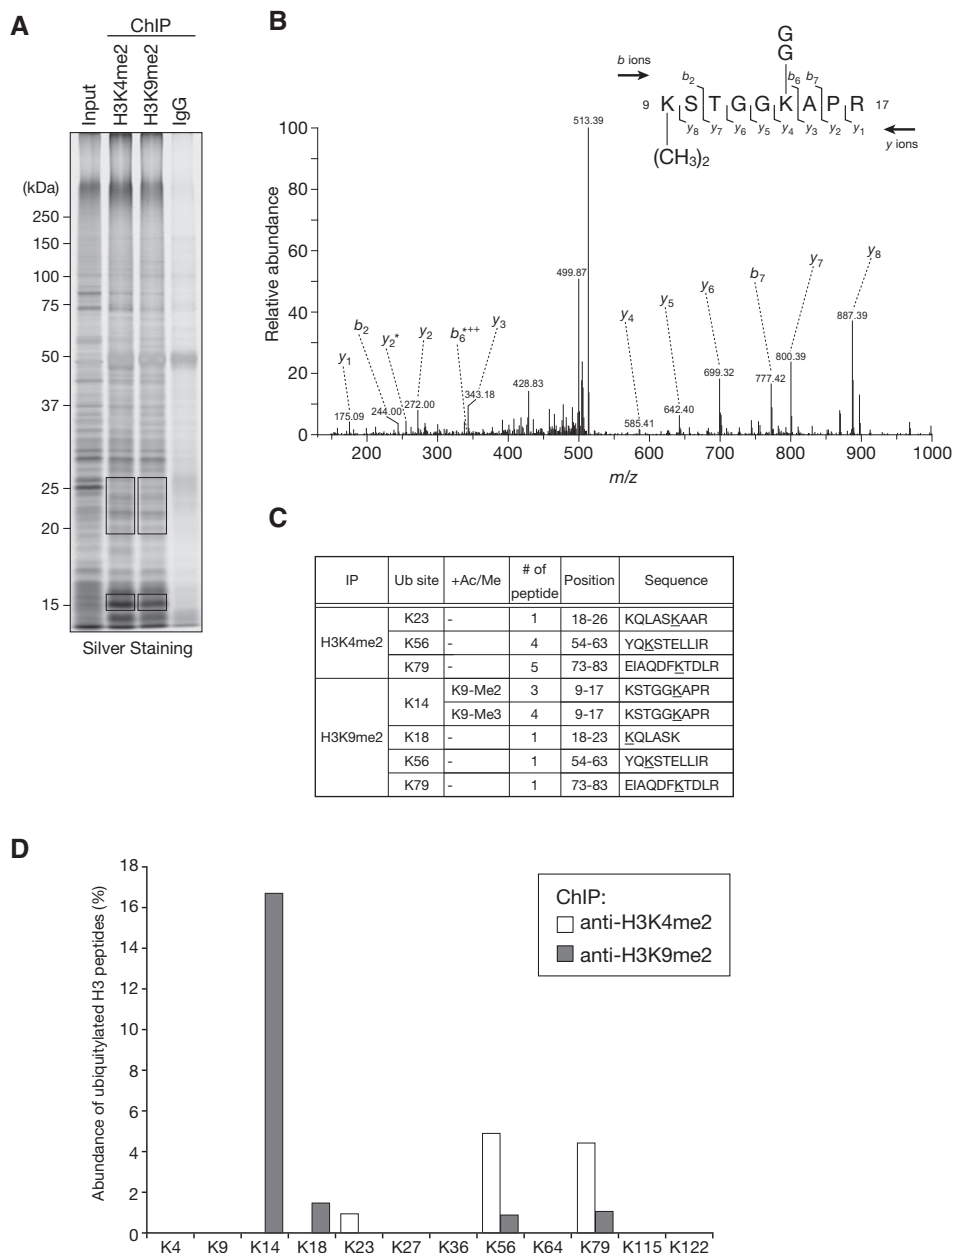 A
ChIP
Input
H3K4me2
H3K9me2
IgG
(kDa)
250
150
100
75
50
37
25
20
15
Silver Staining
B
G
G
b ions
b2
b6 b7
9 K S T G G K A P R 17
y8 y7 y6 y5 y4 y3 y2 y1
y ions
(CH3)2
Relative abundance
100
80
60
40
20
0
513.39
499.87
887.39
800.39
777.42
699.32
642.40
585.41
428.83
343.18
272.00
244.00
175.09
y1
b2
y2*
y2
b6*++
y3
y4
y5
y6
b7
y7
y8
200 300 400 500 600 700 800 900 1000
m/z
C
IP Ub site +Ac/Me # of peptide Position Sequence
H3K4me2 K23 - 1 18-26 KQLASKAAR
K56 - 4 54-63 YQKSTELLIR
K79 - 5 73-83 EIAQDFKTDLR
H3K9me2 K14 K9-Me2 3 9-17 KSTGGKAPR
K9-Me3 4 9-17 KSTGGKAPR
K18 - 1 18-23 KQLASK
K56 - 1 54-63 YQKSTELLIR
K79 - 1 73-83 EIAQDFKTDLR
D
Abundance of ubiquitylated H3 peptides (%)
18
16
14
12
10
8
6
4
2
0
ChIP:
anti-H3K4me2
anti-H3K9me2
K4 K9 K14 K18 K23 K27 K36 K56 K64 K79 K115 K122